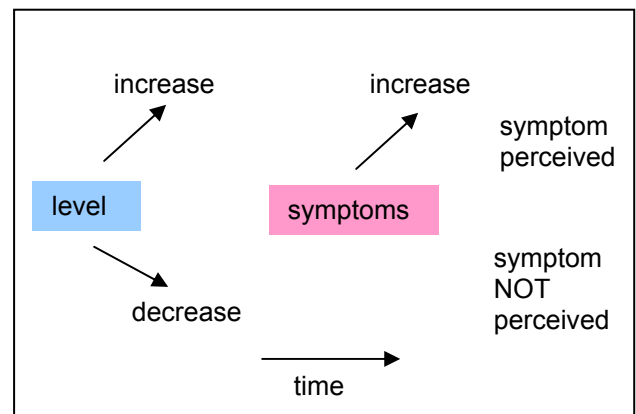 increase
increase
symptom
perceived
level
symptoms
symptom
NOT
perceived
decrease
time